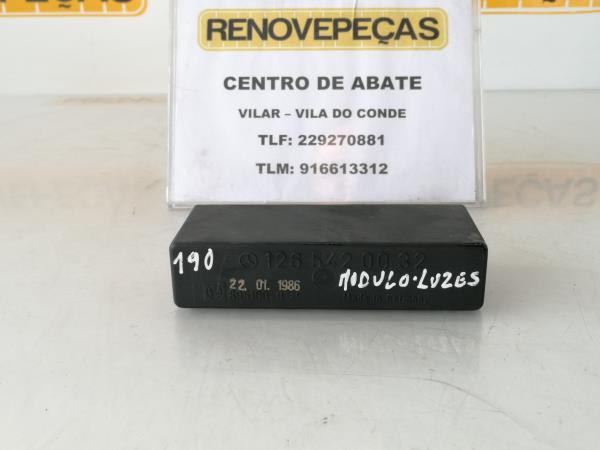 RENOVEPEÇAS
CENTRO DE ABATE
VILAR – VILA DO CONDE
TLF: 229270881
TLM: 916613312
190
126 542 00 32
22. 01. 1986
MODULO·LUZES